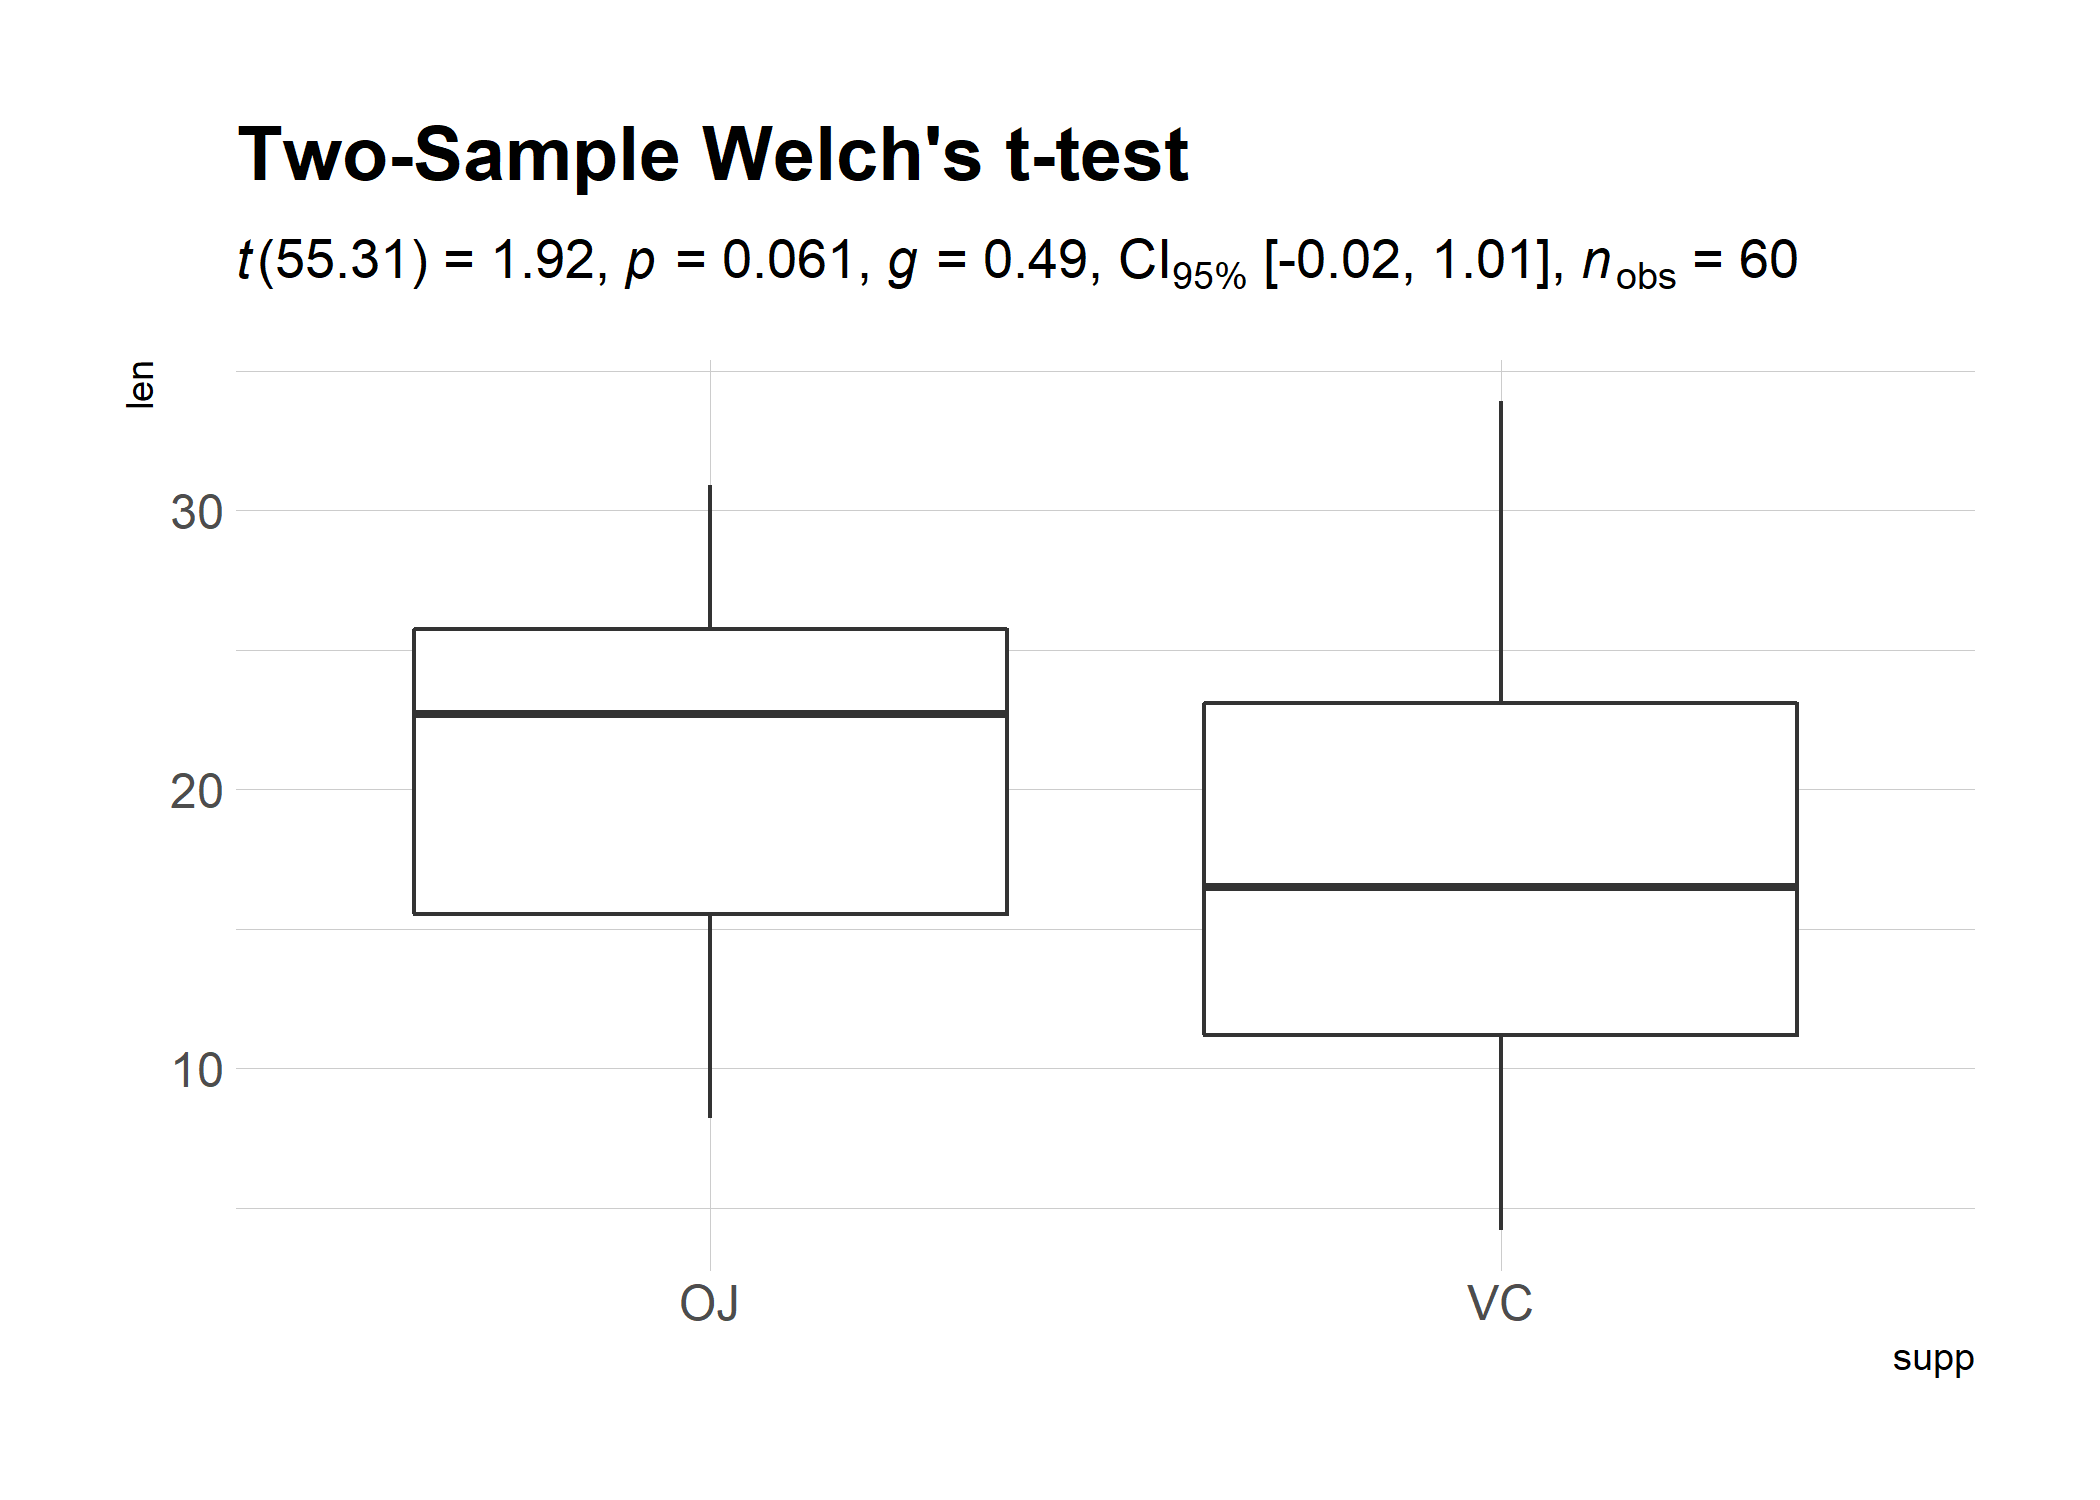 Two-Sample Welch's t-test
t(55.31) = 1.92, p = 0.061, g = 0.49, CI95% [-0.02, 1.01], nobs = 60
len
30
20
10
OJ VC
supp